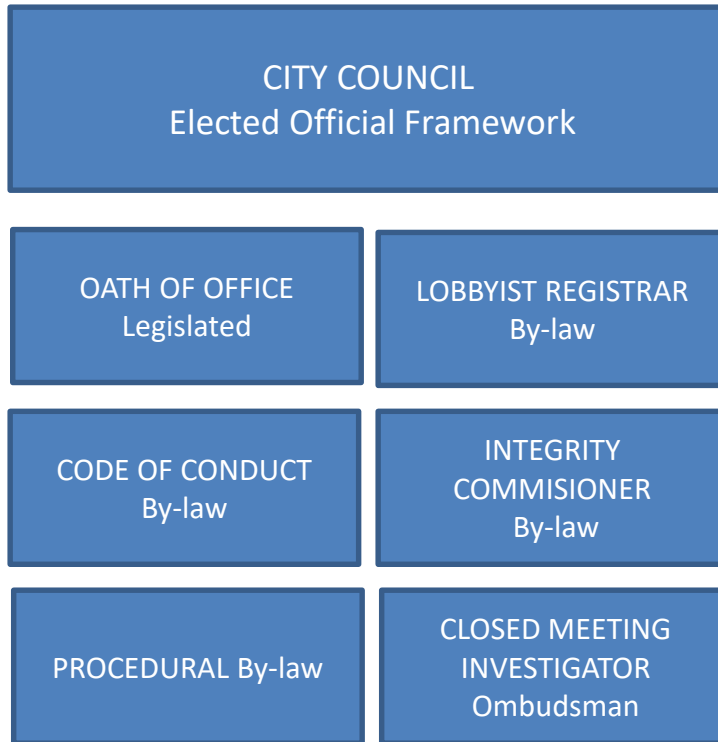 CITY COUNCIL
Elected Official Framework
OATH OF OFFICE
Legislated
LOBBYIST REGISTRAR
By-law
CODE OF CONDUCT
By-law
INTEGRITY
COMMISIONER
By-law
PROCEDURAL By-law
CLOSED MEETING
INVESTIGATOR
Ombudsman